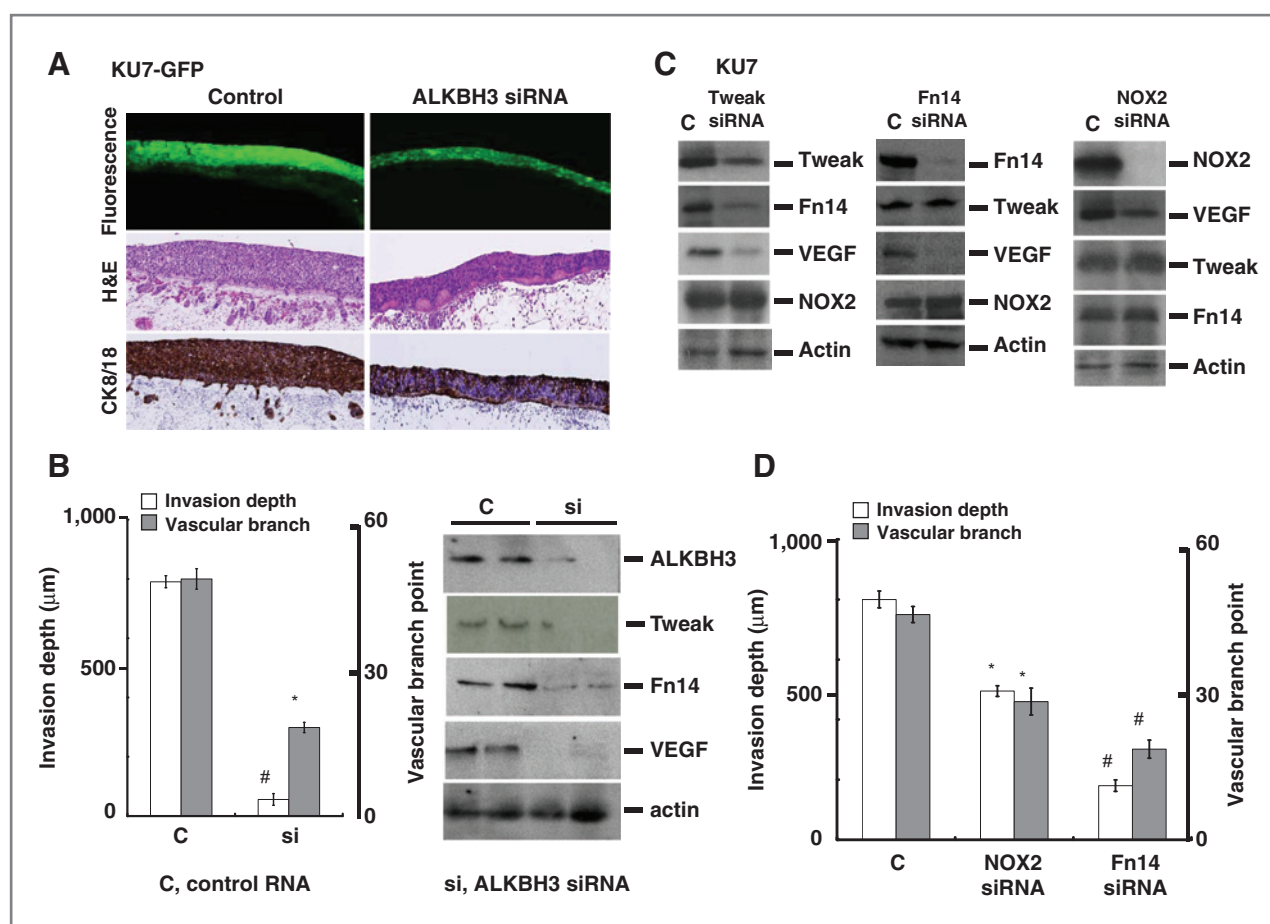 A
KU7-GFP
Control
ALKBH3 siRNA
Fluorescence
H&E
CK8/18
C
KU7
C
Tweak
siRNA
Tweak
Fn14
VEGF
NOX2
Actin
C
Fn14
siRNA
Fn14
Tweak
VEGF
NOX2
Actin
C
NOX2
siRNA
NOX2
VEGF
Tweak
Fn14
Actin
B
Invasion depth
Vascular branch
1,000
500
0
Invasion depth (μm)
60
30
0
Vascular branch point
#
*
C
si
C, control RNA
C
si
ALKBH3
Tweak
Fn14
VEGF
actin
si, ALKBH3 siRNA
D
Invasion depth
Vascular branch
1,000
500
0
Invasion depth (μm)
60
30
0
Vascular branch point
*
*
#
#
C
NOX2
siRNA
Fn14
siRNA